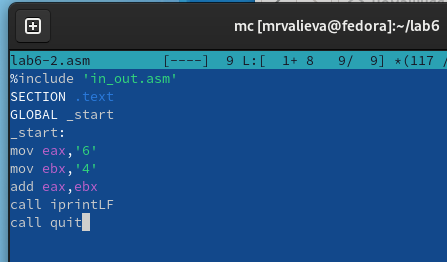 mc [mrvalieva@fedora]:~/lab6
lab6-2.asm [----] 9 L:[ 1+ 8 9/ 9] *(117 /
%include 'in_out.asm'
SECTION .text
GLOBAL _start
_start:
mov eax,'6'
mov ebx,'4'
add eax,ebx
call iprintLF
call quit